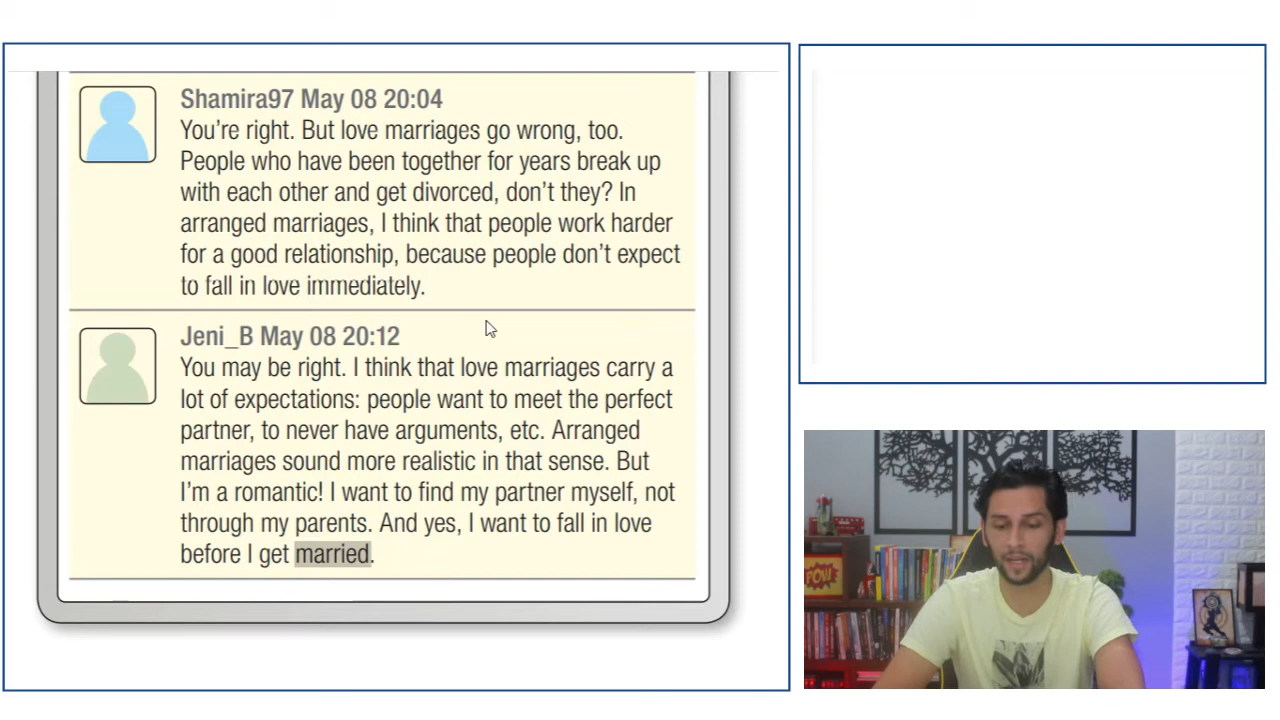 Shamira97 May 08 20:04
You're right. But love marriages go wrong, too.
People who have been together for years break up
with each other and get divorced, don't they? In
arranged marriages, I think that people work harder
for a good relationship, because people don't expect
to fall in love immediately.
Jeni_B May 08 20:12
You may be right. I think that love marriages carry a
lot of expectations: people want to meet the perfect
partner, to never have arguments, etc. Arranged
marriages sound more realistic in that sense. But
I'm a romantic! I want to find my partner myself, not
through my parents. And yes, I want to fall in love
before I get married.
POW